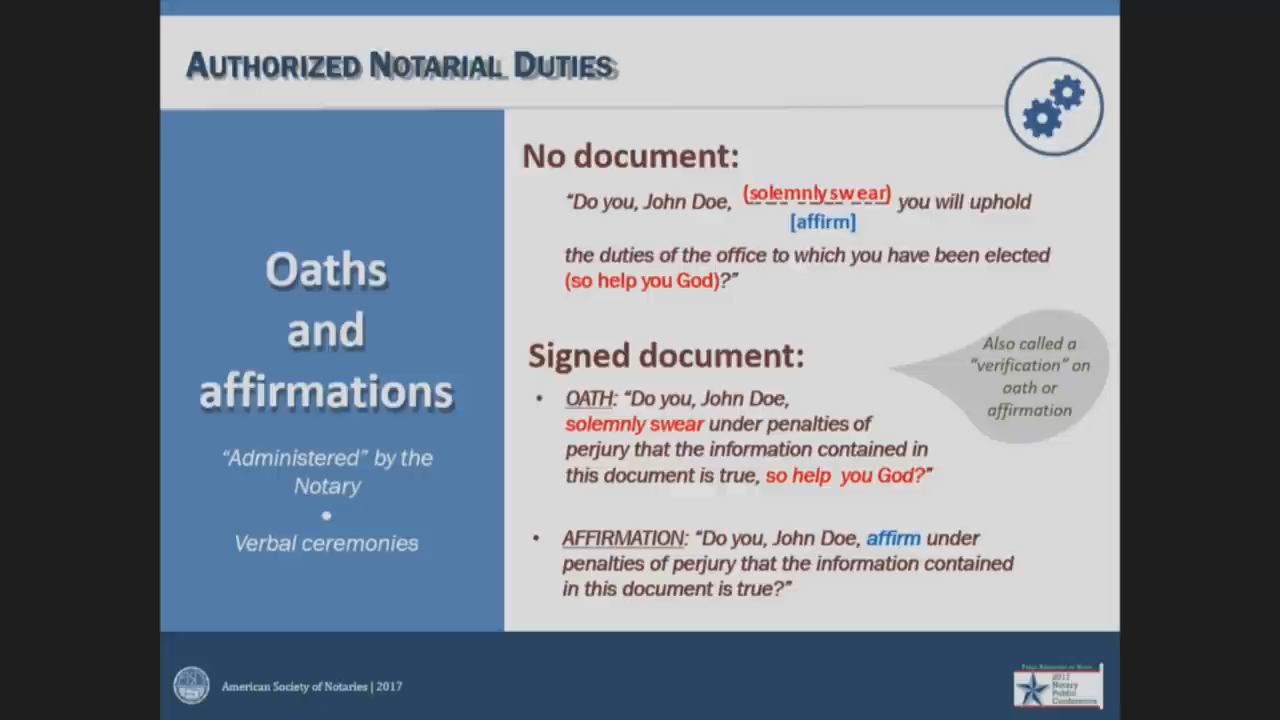 AUTHORIZED NOTARIAL DUTIES
Oaths
and
affirmations
"Administered" by the
Notary
•
Verbal ceremonies
No document:
"Do you, John Doe, (solemnly swear) you will uphold
[affirm]
the duties of the office to which you have been elected
(so help you God)?"
Signed document:
Also called a
"verification" on
oath or
affirmation
• OATH: "Do you, John Doe,
solemnly swear under penalties of
perjury that the information contained in
this document is true, so help you God?"
• AFFIRMATION: "Do you, John Doe, affirm under
penalties of perjury that the information contained
in this document is true?"
American Society of Notaries | 2017
2017
Notary
Public
Conference